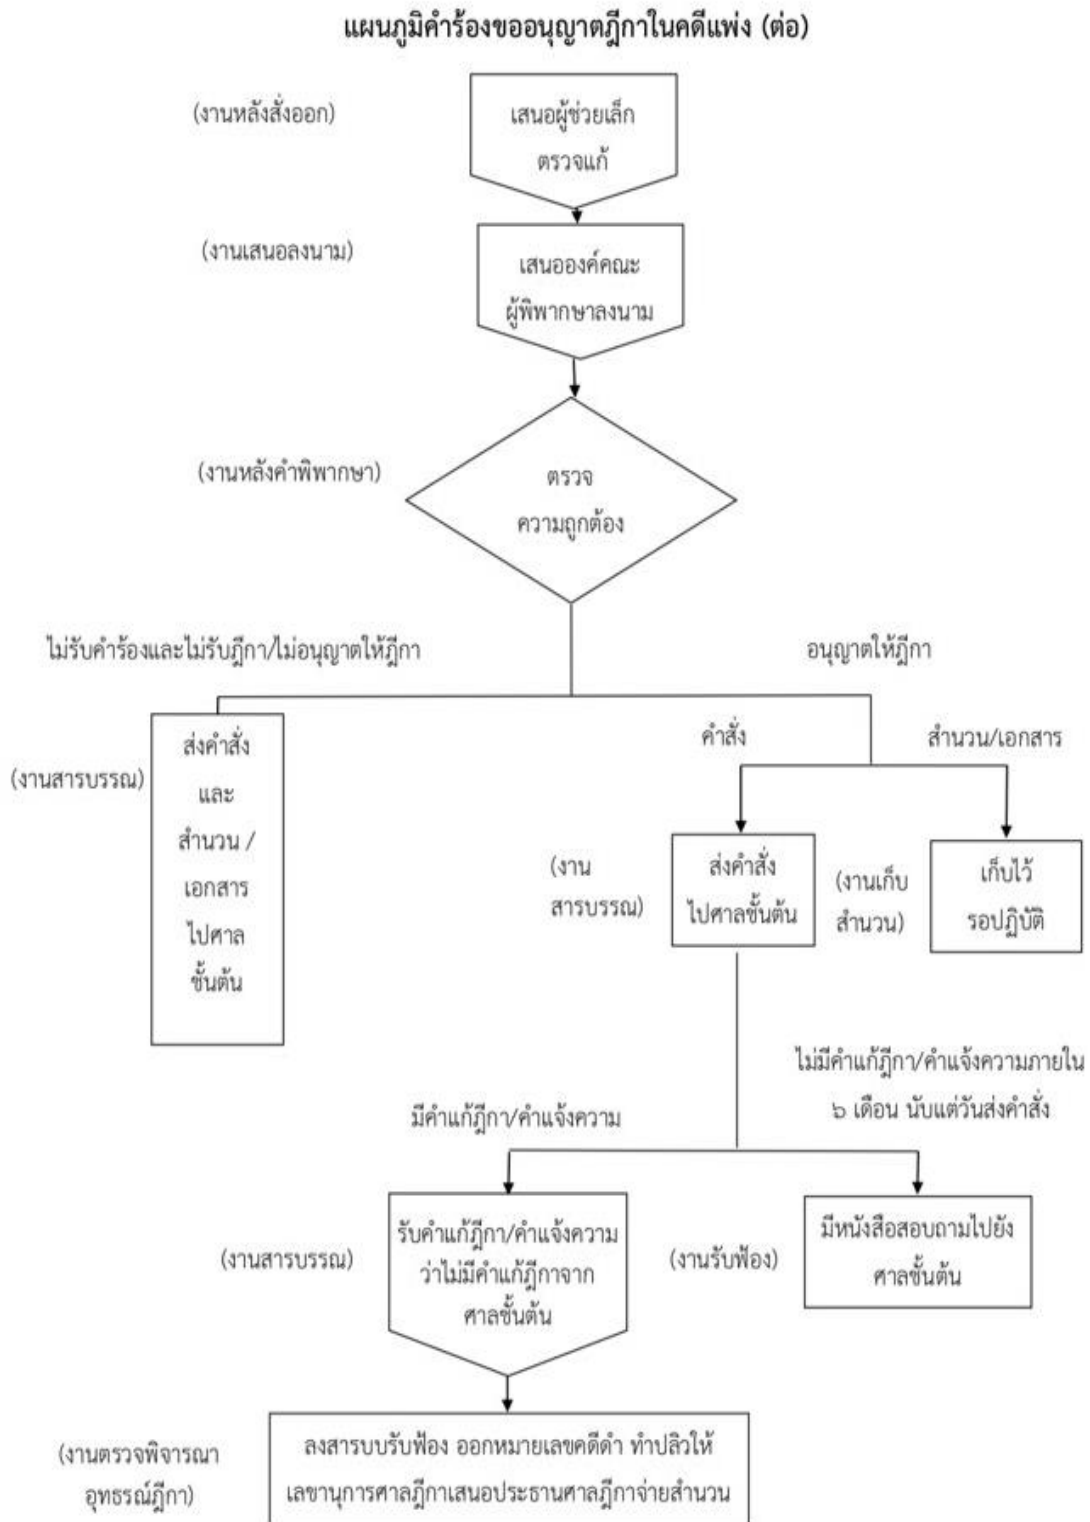 แผนภูมิคำร้องขออนุญาตฎีกาในคดีแพ่ง (ต่อ)
(งานหลังสั่งออก)
เสนอผู้ช่วยเล็ก
ตรวจแก้
(งานเสนอลงนาม)
เสนอองค์คณะ
ผู้พิพากษาลงนาม
(งานหลังคำพิพากษา)
ตรวจ
ความถูกต้อง
ไม่รับคำร้องและไม่รับฎีกา/ไม่อนุญาตให้ฎีกา
อนุญาตให้ฎีกา
(งานสารบรรณ)
ส่งคำสั่ง
และ
สำนวน /
เอกสาร
ไปศาล
ชั้นต้น
คำสั่ง
สำนวน/เอกสาร
(งาน
สารบรรณ)
ส่งคำสั่ง
ไปศาลชั้นต้น
(งานเก็บ
สำนวน)
เก็บไว้
รอปฏิบัติ
มีคำแก้ฎีกา/คำแจ้งความ
ไม่มีคำแก้ฎีกา/คำแจ้งความภายใน
๖ เดือน นับแต่วันส่งคำสั่ง
(งานสารบรรณ)
รับคำแก้ฎีกา/คำแจ้งความ
ว่าไม่มีคำแก้ฎีกาจาก
ศาลชั้นต้น
(งานรับฟ้อง)
มีหนังสือสอบถามไปยัง
ศาลชั้นต้น
(งานตรวจพิจารณา
อุทธรณ์ฎีกา)
ลงสารบบรับฟ้อง ออกหมายเลขคดีดำ ทำปลิวให้
เลขานุการศาลฎีกาเสนอประธานศาลฎีกาจ่ายสำนวน